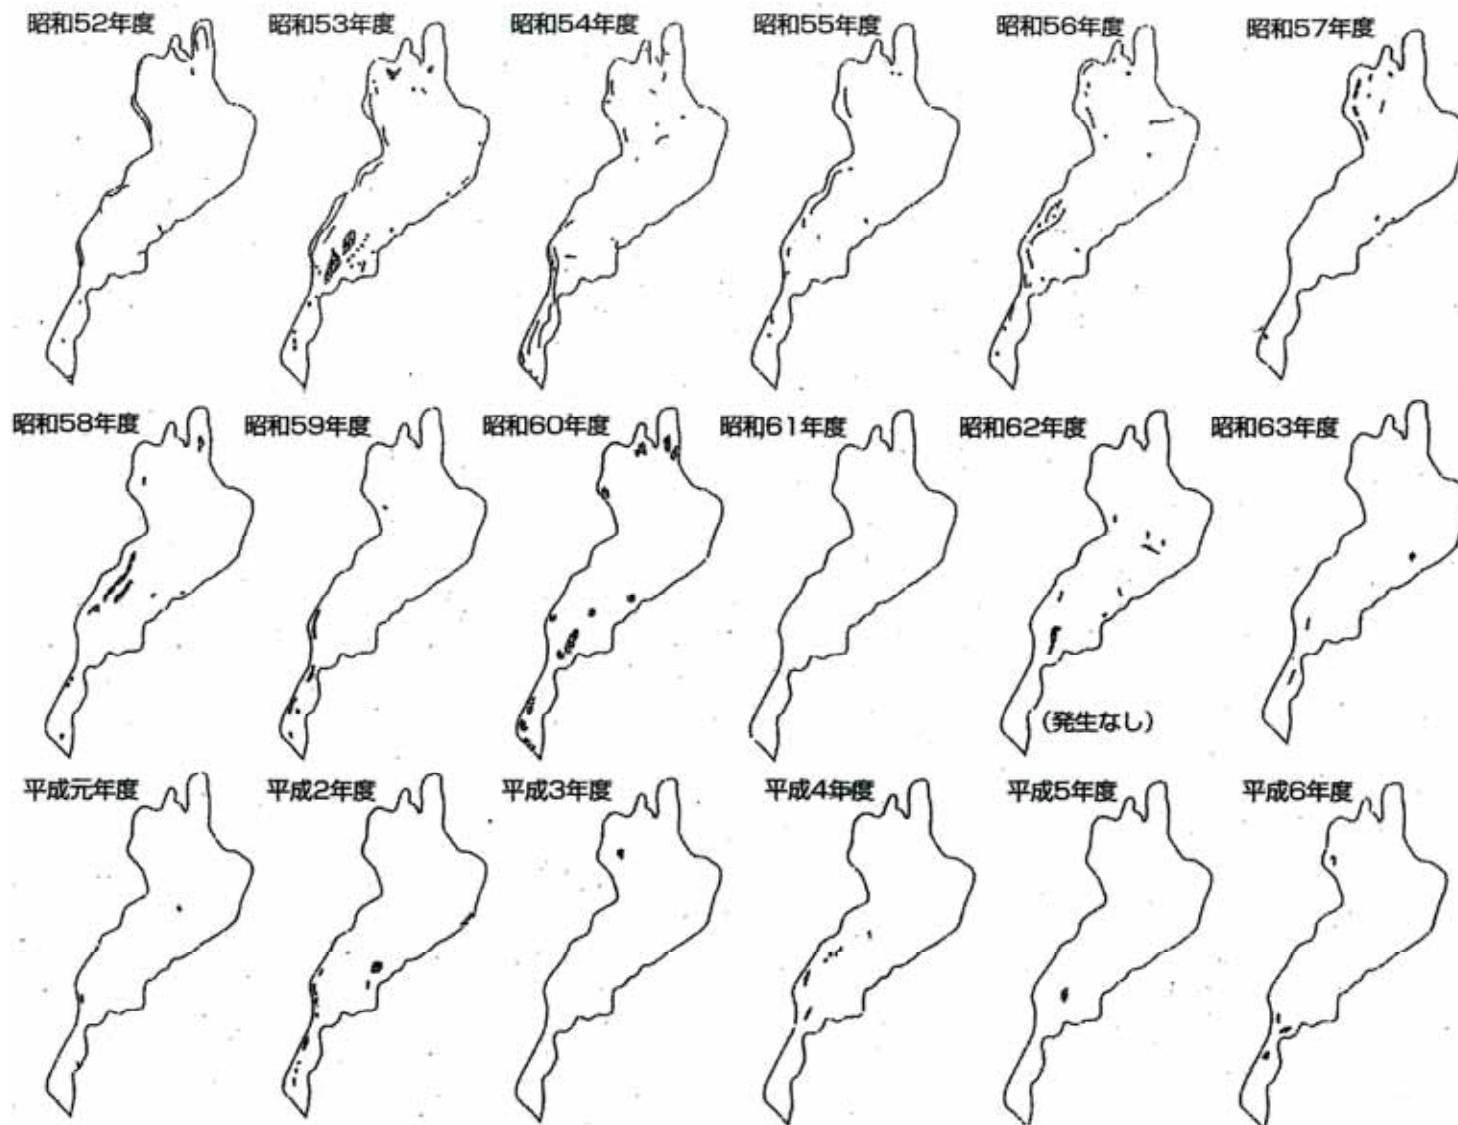 昭和52年度
昭和53年度
昭和54年度
昭和55年度
昭和56年度
昭和57年度
昭和58年度
昭和59年度
昭和60年度
昭和61年度
昭和62年度
昭和63年度
(発生なし)
平成元年度
平成2年度
平成3年度
平成4年度
平成5年度
平成6年度